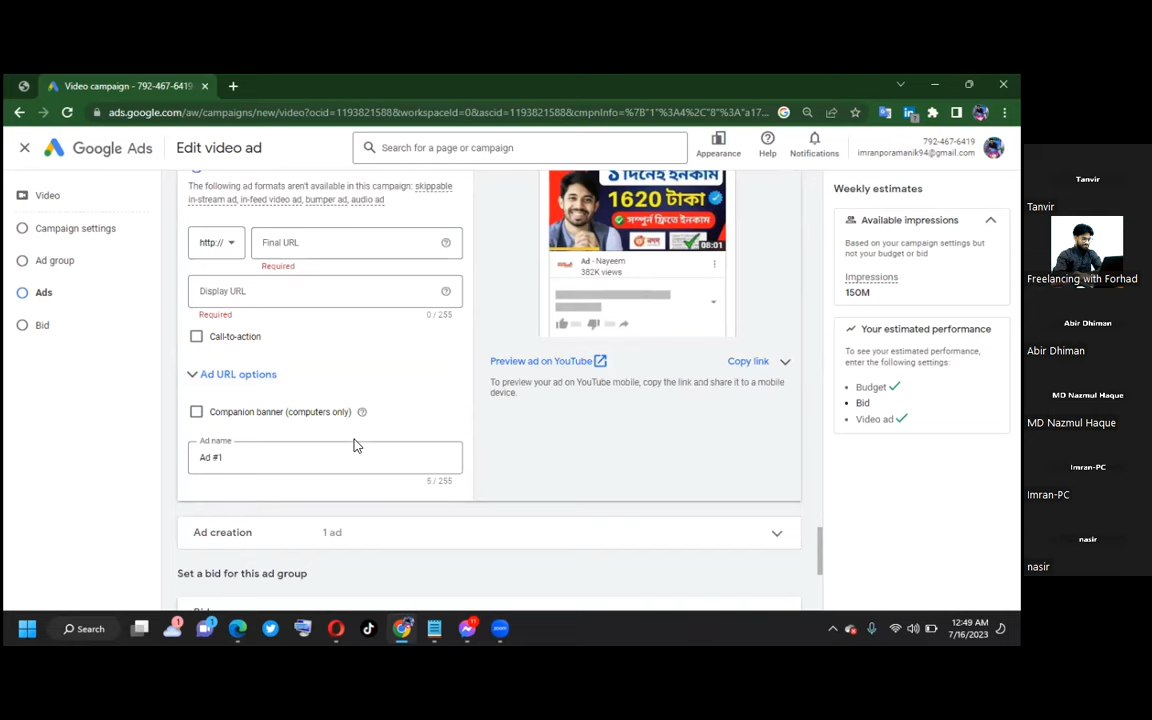 Video campaign - 792-467-6419
ads.google.com/aw/campaigns/new/video?ocid=1193821588&workspaceId=0&ascid=1193821588&cmpnInfo=%7B"1"%3A4%2C"8"%3A"a17...
Google Ads
Edit video ad
Search for a page or campaign
Appearance
Help
Notifications
792-467-6419
imranporamanik94@gmail.com
Video
Campaign settings
Ad group
Ads
Bid
The following ad formats aren't available in this campaign: skippable
in-stream ad, in-feed video ad, bumper ad, audio ad
http://
Final URL
Required
Display URL
Required
0 / 255
Call-to-action
Ad URL options
Companion banner (computers only)
Ad name
Ad #1
5 / 255
১ দিনেই ইনকাম
1620 টাকা
সম্পূর্ন ফ্রিতে ইনকাম
08:01
Ad · Nayeem
382K views
Preview ad on YouTube
Copy link
To preview your ad on YouTube mobile, copy the link and share it to a mobile
device.
Ad creation
1 ad
Set a bid for this ad group
Weekly estimates
Available impressions
Based on your campaign settings but
not your budget or bid
Impressions
150M
Your estimated performance
To see your estimated performance,
enter the following settings:
Budget
Bid
Video ad
Search
12:49 AM
7/16/2023
Tanvir
Tanvir
Freelancing with Forhad
Abir Dhiman
Abir Dhiman
MD Nazmul Haque
MD Nazmul Haque
Imran-PC
Imran-PC
nasir
nasir